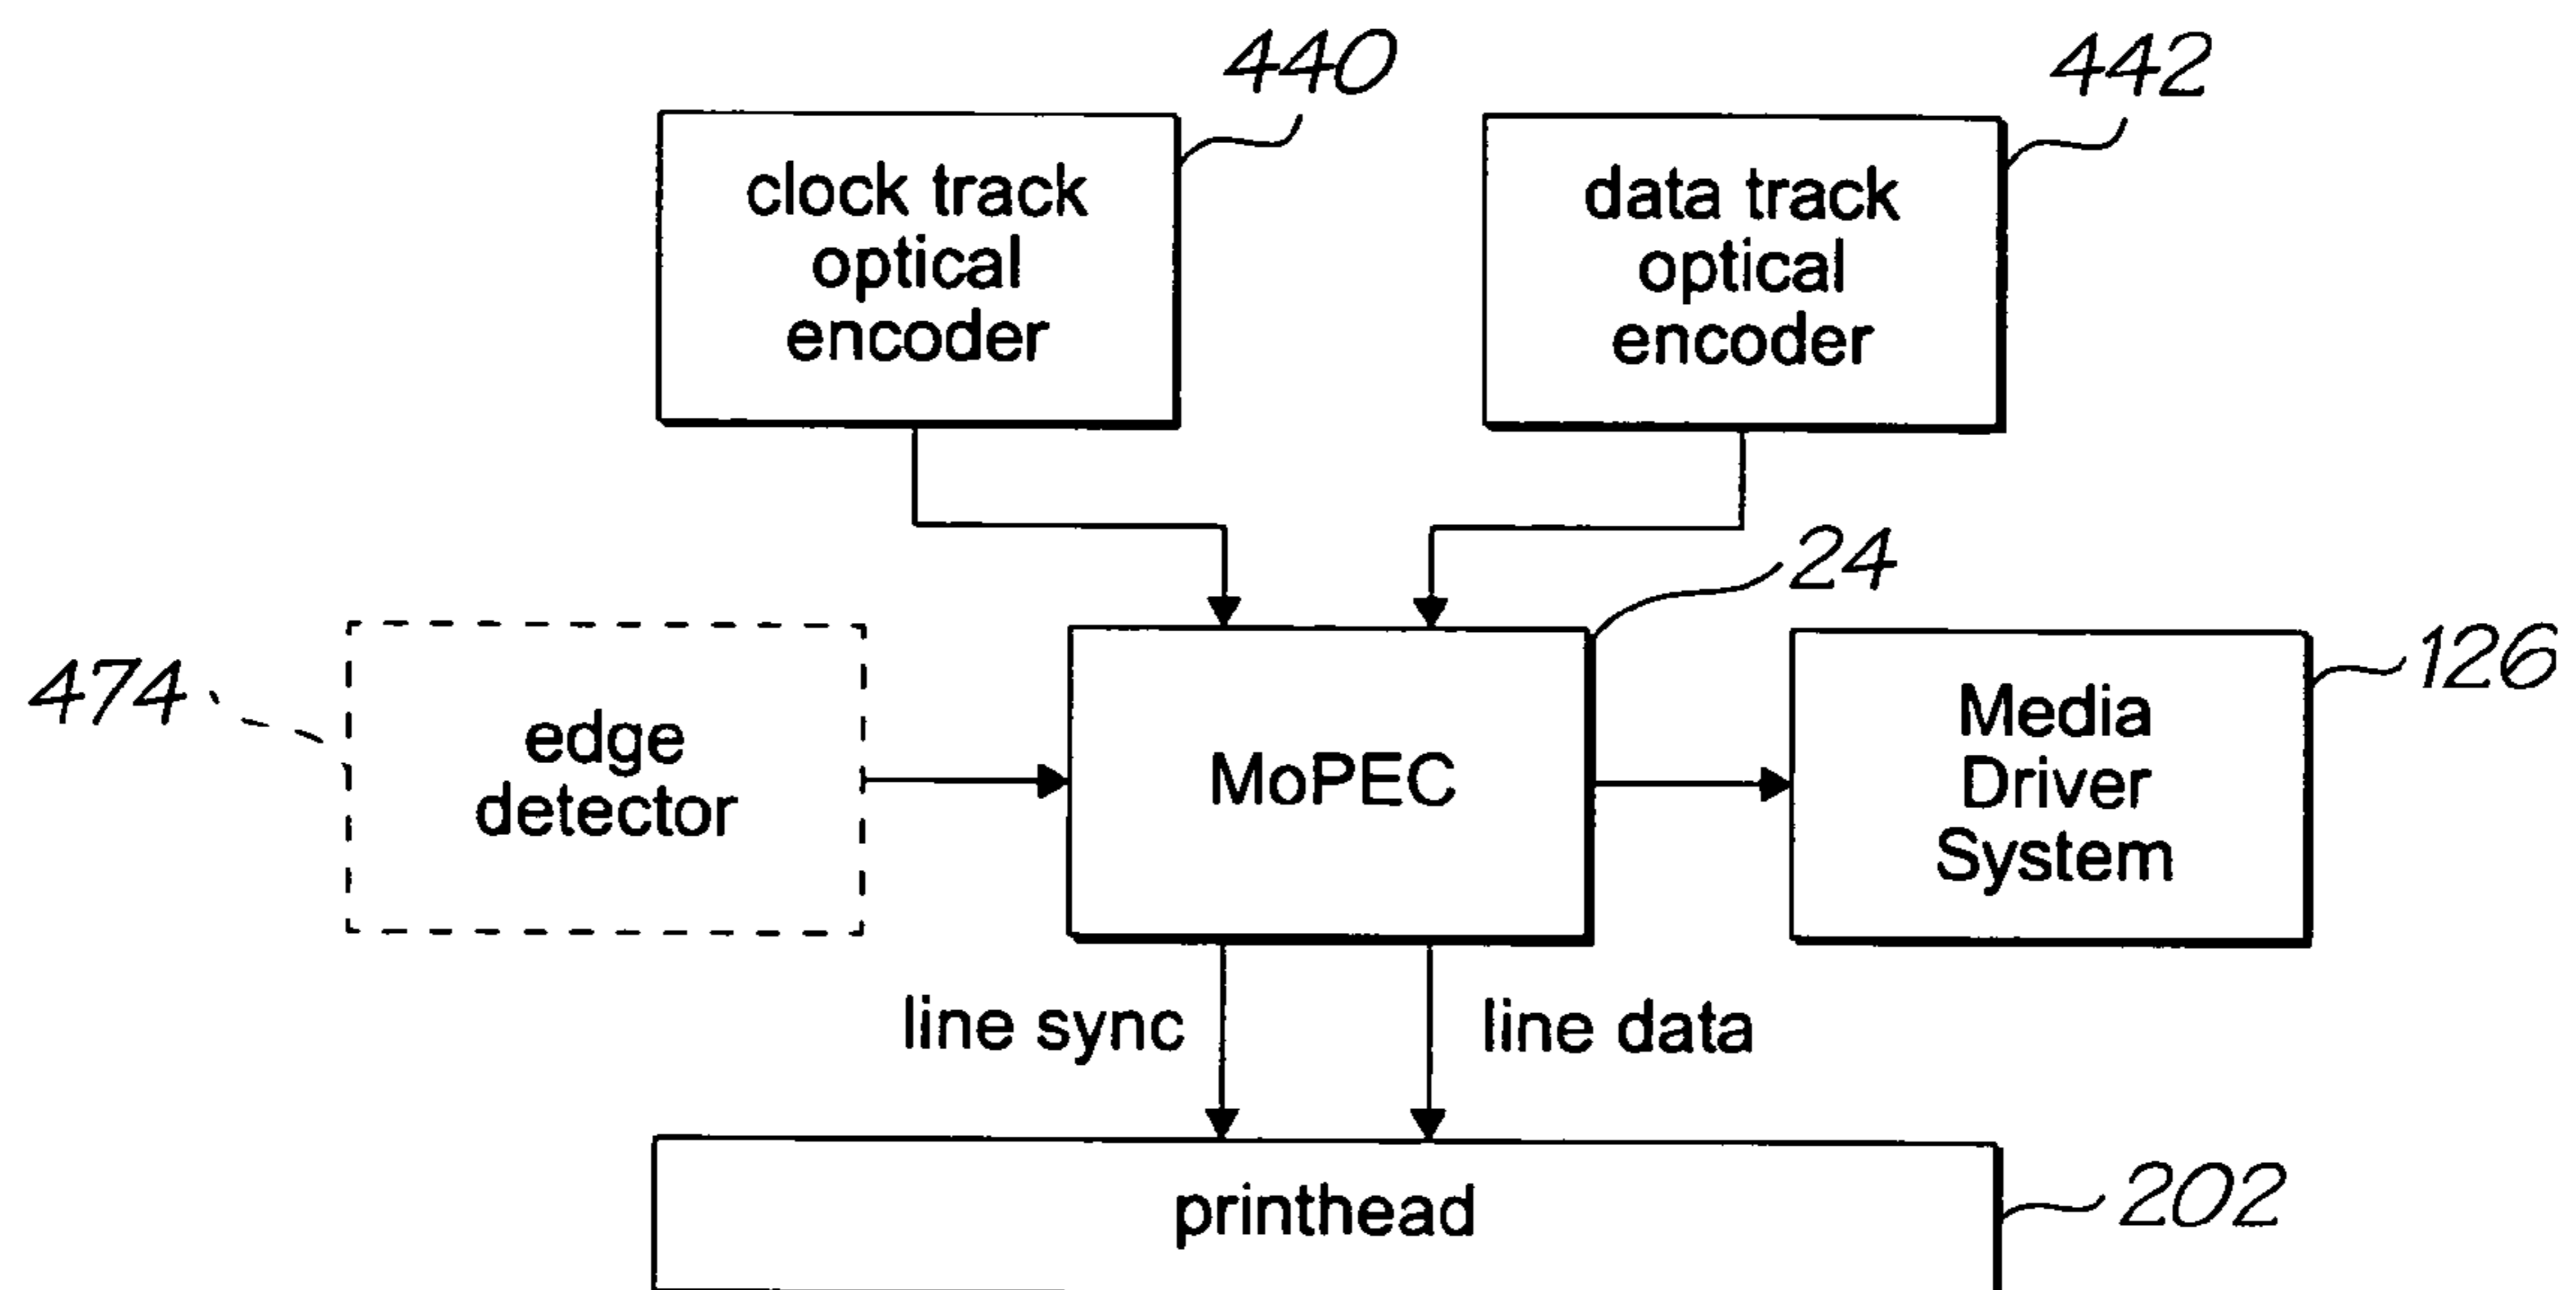 440
442
clock track
optical
encoder
data track
optical
encoder
24
474
edge
detector
MoPEC
Media
Driver
System
126
line sync
line data
printhead
202